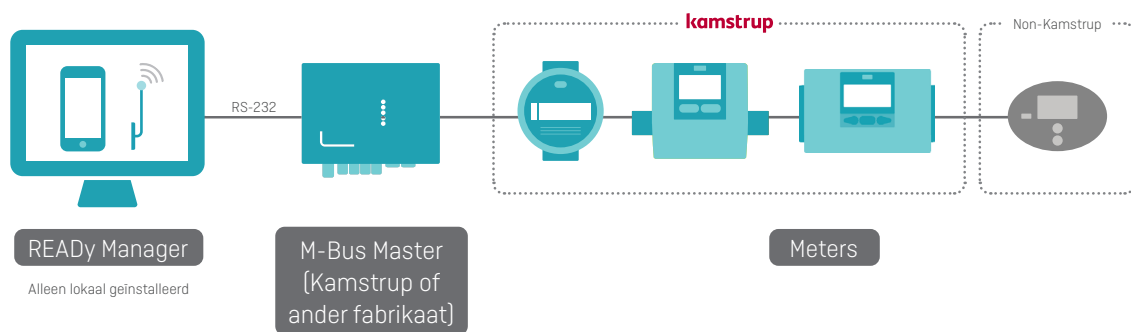 kamstrup
Non-Kamstrup
RS-232
READy Manager
Alleen lokaal geïnstalleerd
M-Bus Master
(Kamstrup of
ander fabrikaat)
Meters